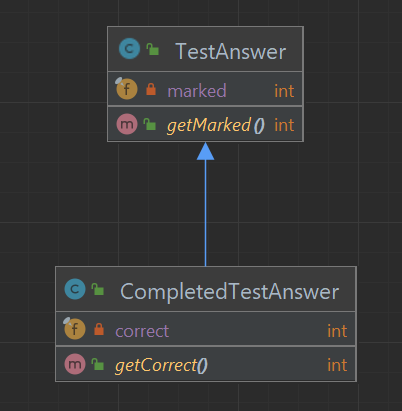 C TestAnswer
f marked int
m getMarked() int
C CompletedTestAnswer
f correct int
m getCorrect() int